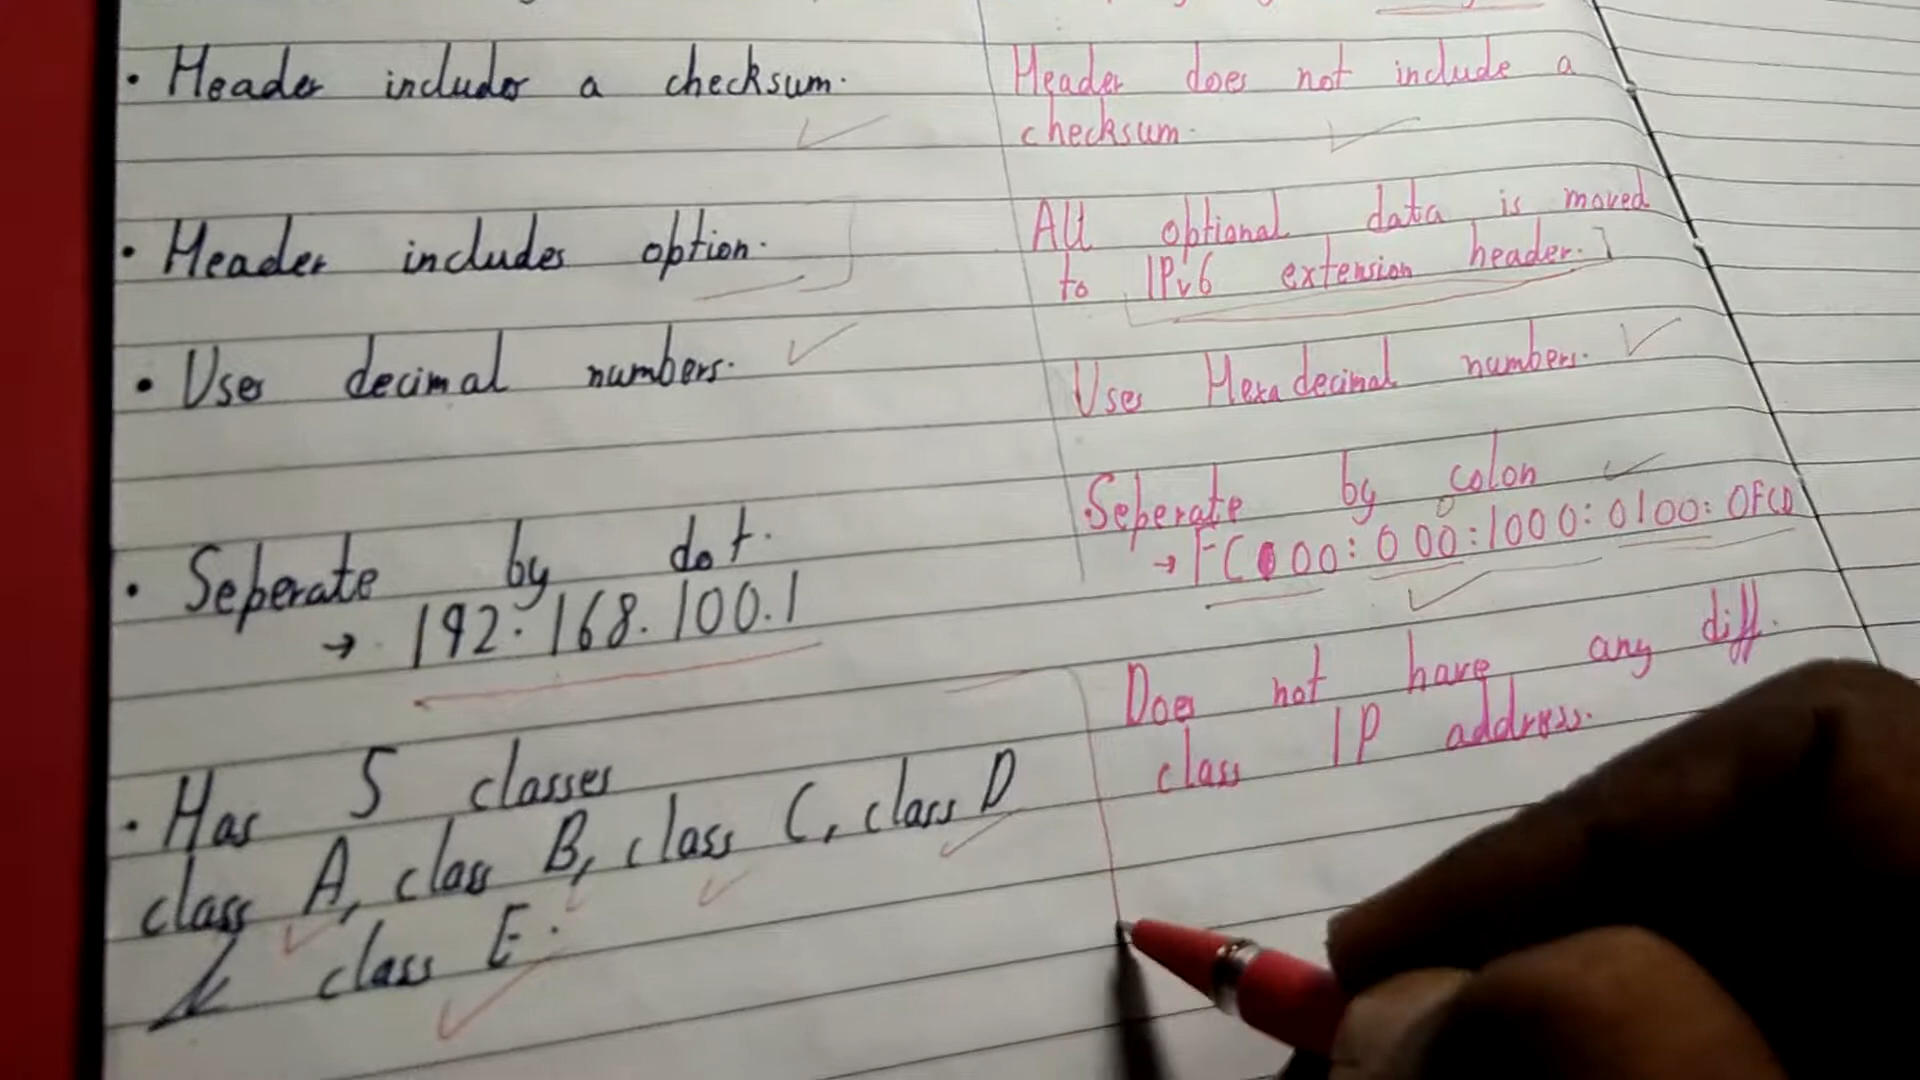 • Header includes a checksum.
Header does not include a
checksum.
• Header includes option.
All optional data is moved
to IPv6 extension header.]
• Uses decimal numbers.
Uses Hexadecimal numbers.
• Seperate by dot.
→ 192.168.100.1
Seperate by colon
→ FC000:000:1000:0100:0FCD
• Has 5 classes
class A, class B, class C, class D
& class E.
Does not have any diff.
class IP address.